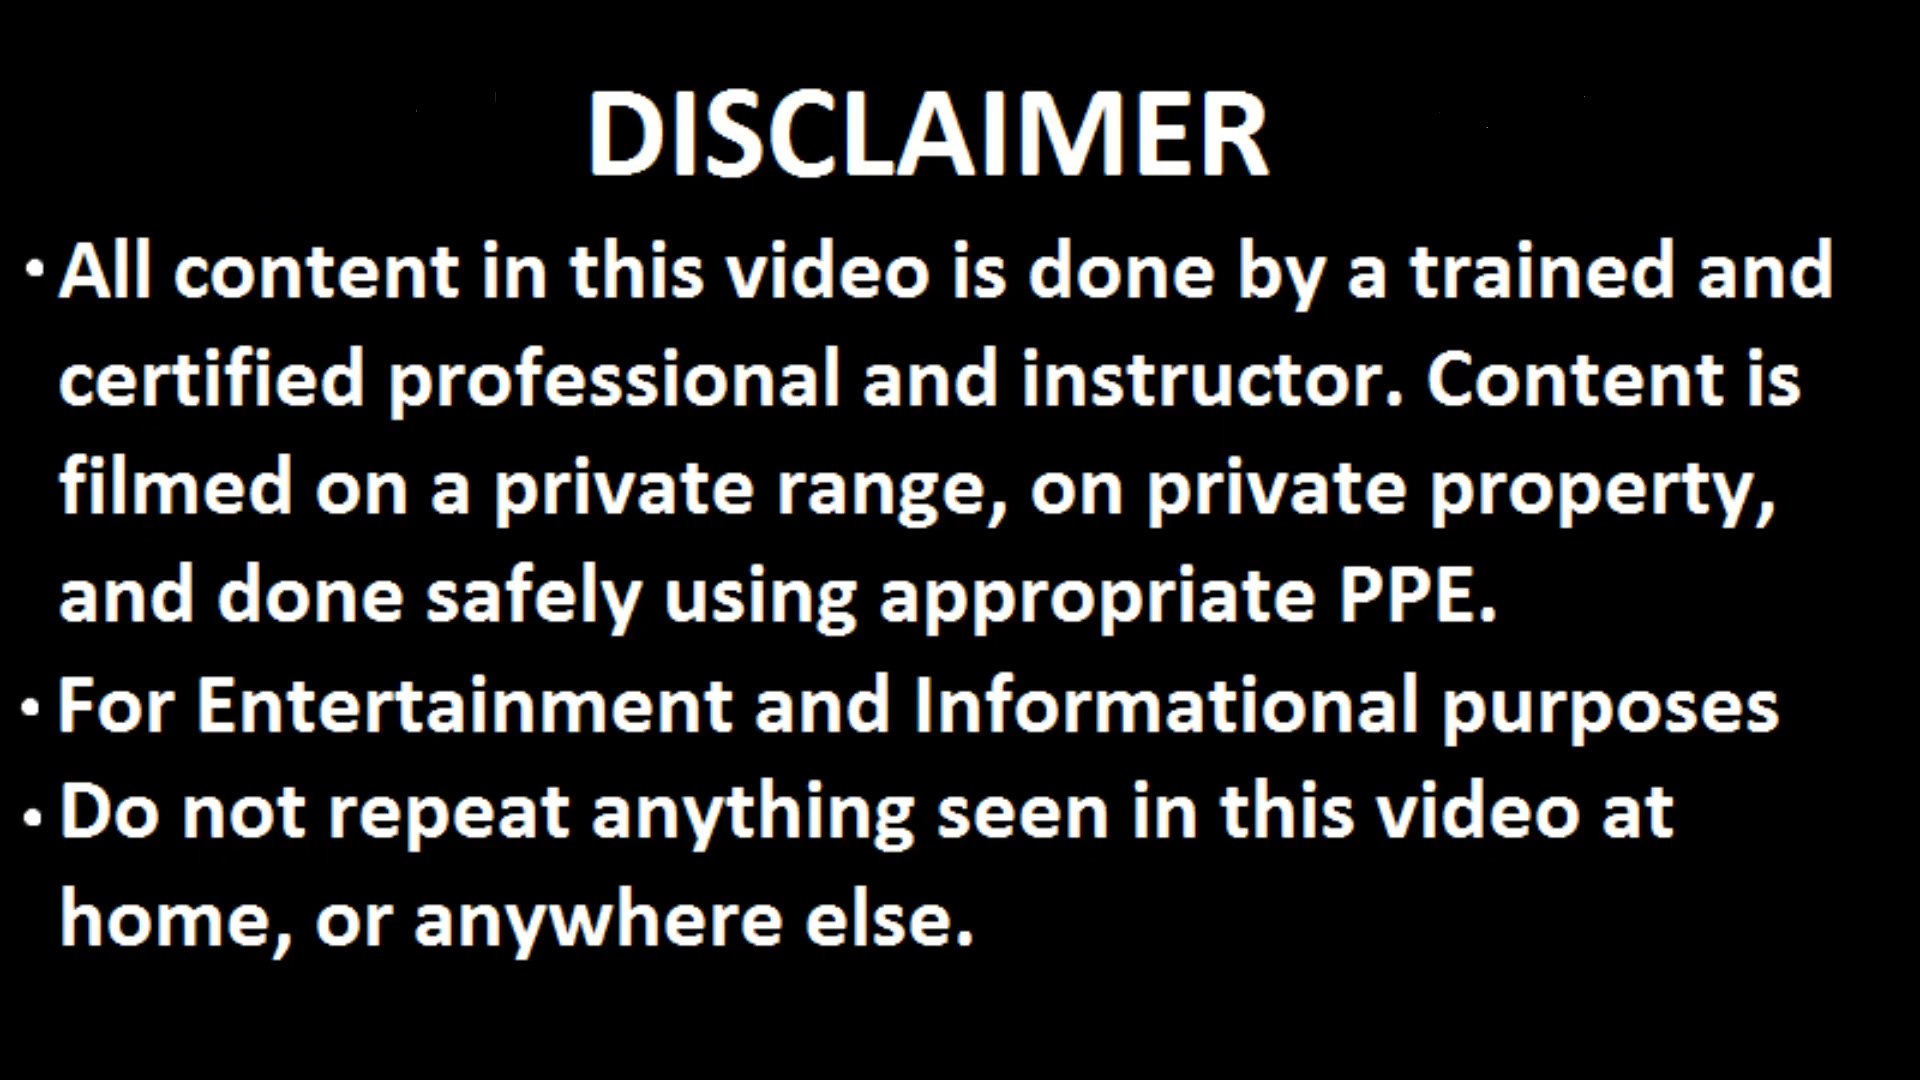 DISCLAIMER
• All content in this video is done by a trained and
certified professional and instructor. Content is
filmed on a private range, on private property,
and done safely using appropriate PPE.
• For Entertainment and Informational purposes
• Do not repeat anything seen in this video at
home, or anywhere else.